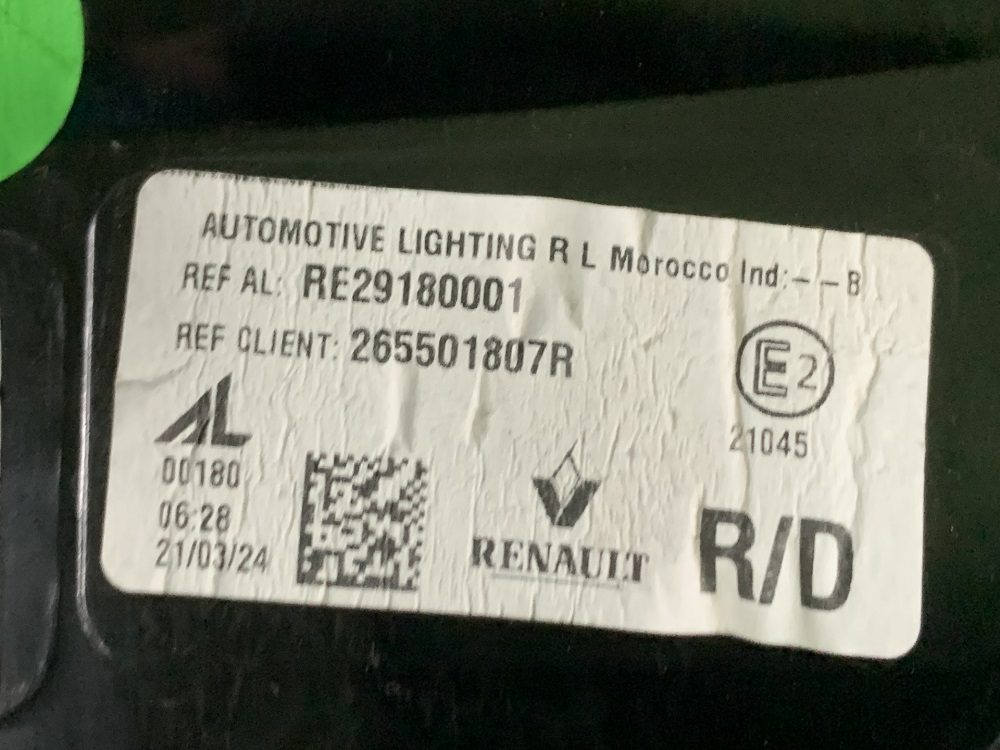 AUTOMOTIVE LIGHTING R L Morocco Ind:--B
REF AL: RE29180001
REF CLIENT: 265501807R
E2
21045
AL
00180
06:28
21/03/24
RENAULT
R/D